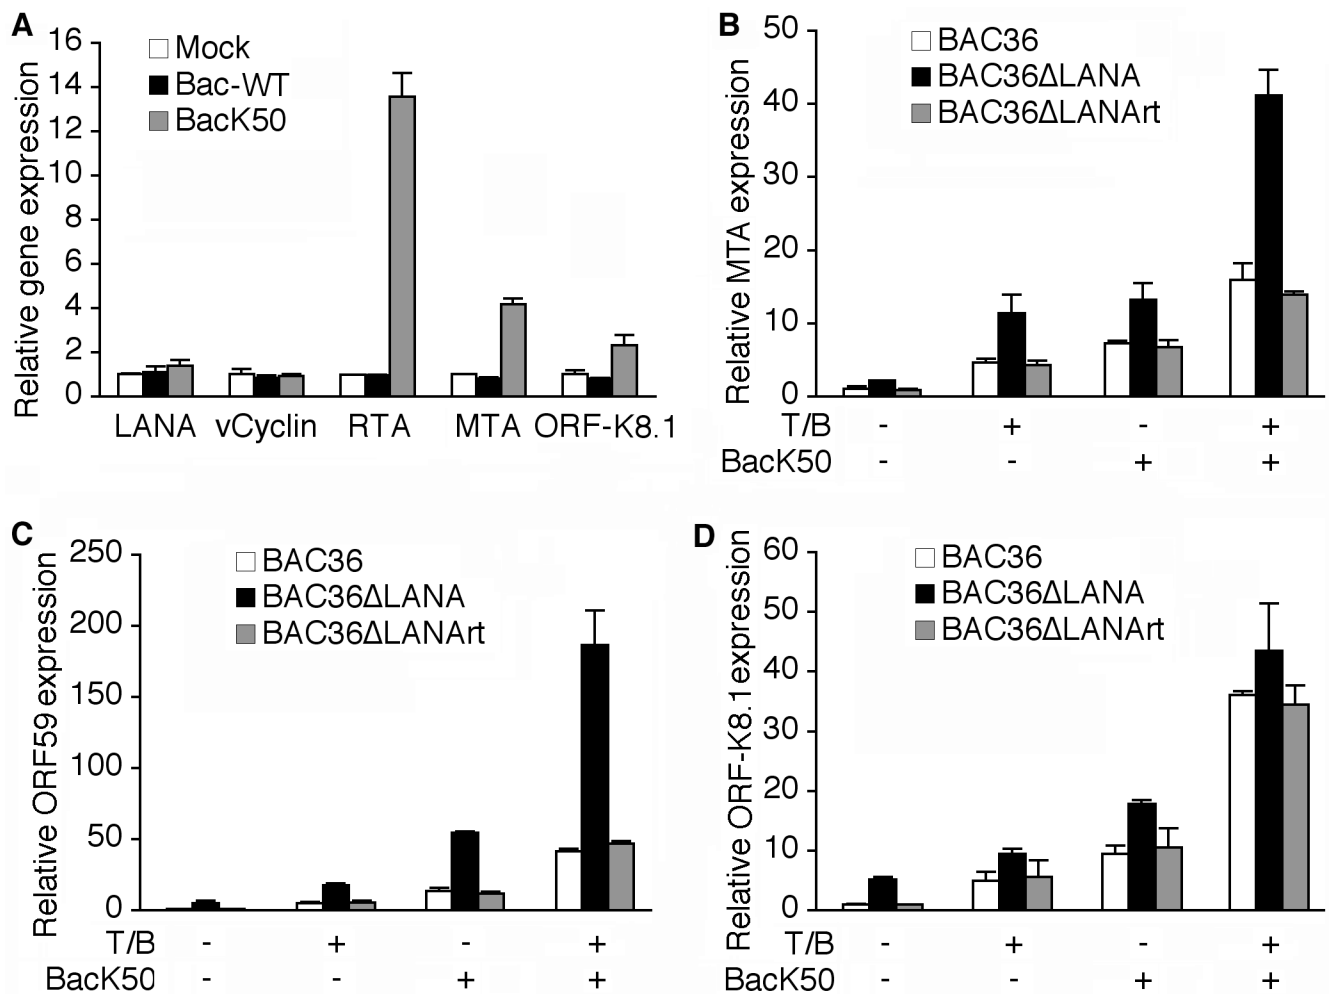 A
Relative gene expression
16
14
12
10
8
6
4
2
0
Mock
Bac-WT
BacK50
LANA vCyclin RTA MTA ORF-K8.1
B
Relative MTA expression
50
40
30
20
10
0
BAC36
BAC36ΔLANA
BAC36ΔLANArt
T/B - + - +
BacK50 - - + +
C
Relative ORF59 expression
250
200
150
100
50
0
BAC36
BAC36ΔLANA
BAC36ΔLANArt
T/B - + - +
BacK50 - - + +
D
Relative ORF-K8.1 expression
60
50
40
30
20
10
0
BAC36
BAC36ΔLANA
BAC36ΔLANArt
T/B - + - +
BacK50 - - + +